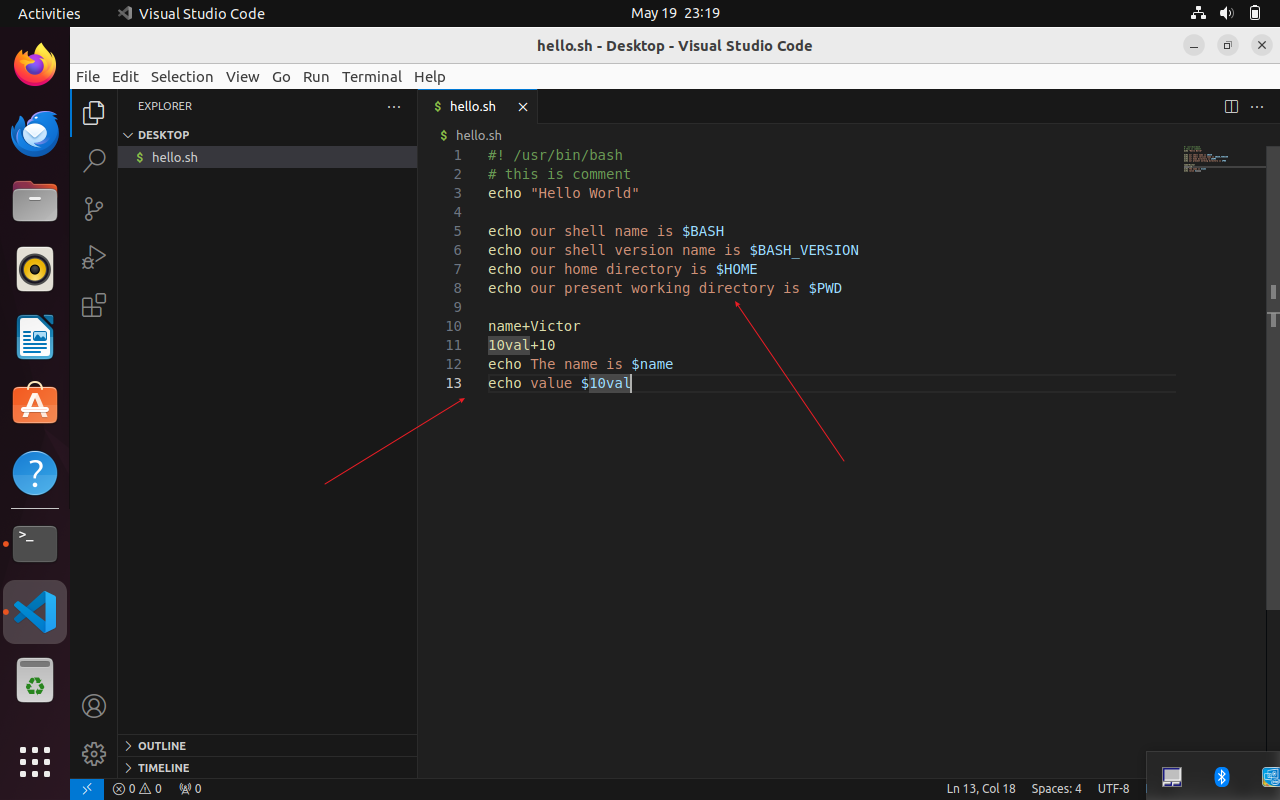 Activities
Visual Studio Code
May 19 23:19
hello.sh - Desktop - Visual Studio Code
File Edit Selection View Go Run Terminal Help
EXPLORER
DESKTOP
$ hello.sh
$ hello.sh
$ hello.sh
1 #! /usr/bin/bash
2 # this is comment
3 echo "Hello World"
4
5 echo our shell name is $BASH
6 echo our shell version name is $BASH_VERSION
7 echo our home directory is $HOME
8 echo our present working directory is $PWD
9
10 name+Victor
11 10val+10
12 echo The name is $name
13 echo value $10val
OUTLINE
TIMELINE
0 0 0
Ln 13, Col 18 Spaces: 4 UTF-8